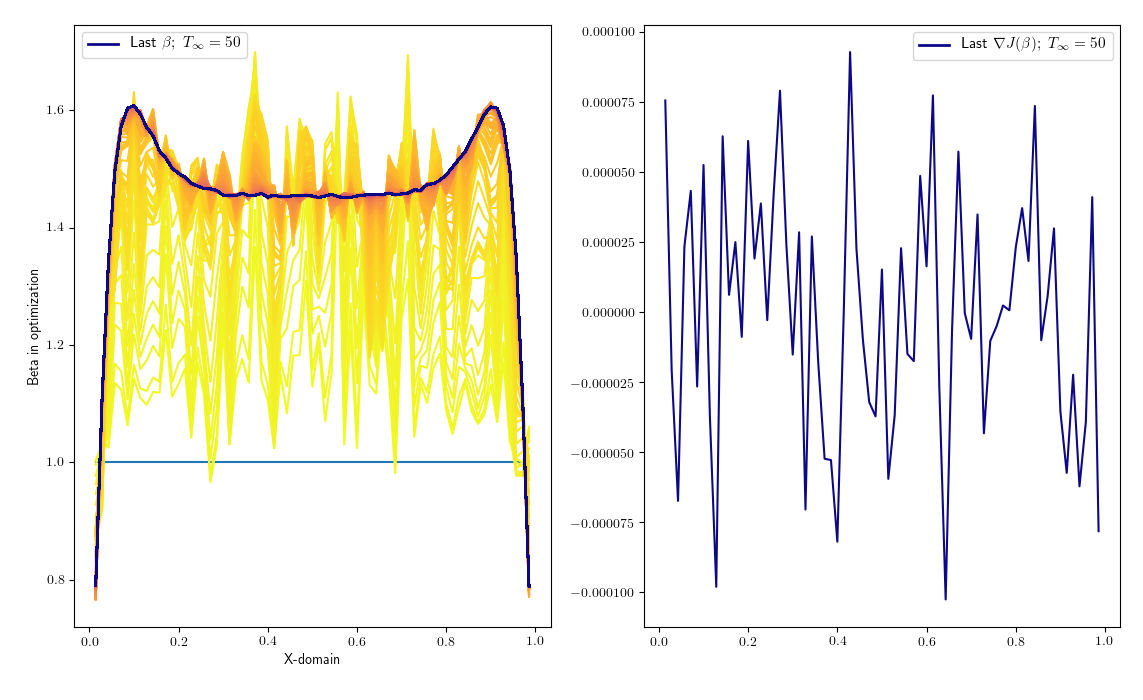 Last β; T∞ = 50
Beta in optimization
1.6
1.4
1.2
1.0
0.8
0.0 0.2 0.4 0.6 0.8 1.0
X-domain
Last ∇J(β); T∞ = 50
0.000100
0.000075
0.000050
0.000025
0.000000
−0.000025
−0.000050
−0.000075
−0.000100
0.0 0.2 0.4 0.6 0.8 1.0